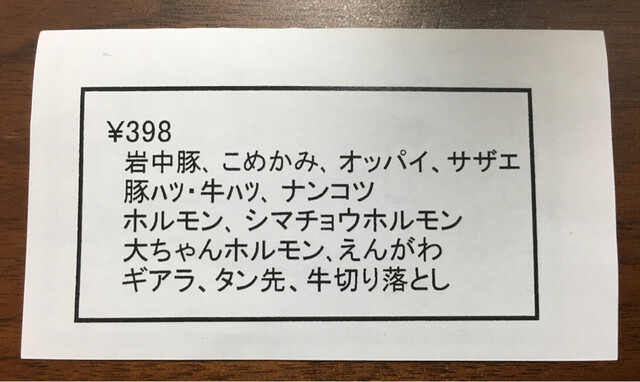 ¥398
岩中豚、こめかみ、オッパイ、サザエ
豚ﾊﾂ・牛ﾊﾂ、ナンコツ
ホルモン、シマチョウホルモン
大ちゃんホルモン、えんがわ
ギアラ、タン先、牛切り落とし